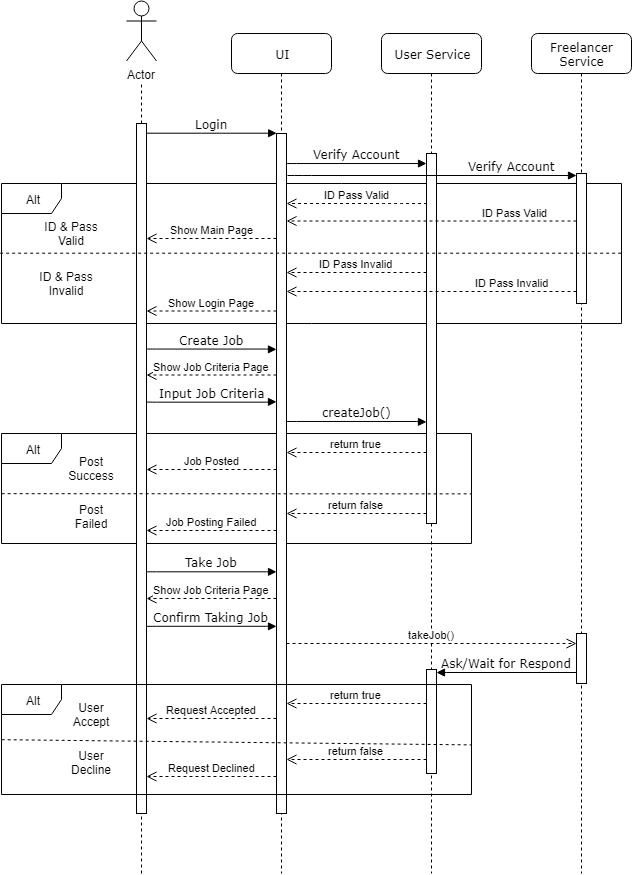 Actor
UI
User Service
Freelancer
Service
Login
Verify Account
Verify Account
Alt
ID & Pass
Valid
ID Pass Valid
ID Pass Valid
Show Main Page
ID & Pass
Invalid
ID Pass Invalid
ID Pass Invalid
Show Login Page
Create Job
Show Job Criteria Page
Input Job Criteria
createJob()
Alt
Post
Success
return true
Job Posted
Post
Failed
return false
Job Posting Failed
Take Job
Show Job Criteria Page
Confirm Taking Job
takeJob()
Ask/Wait for Respond
Alt
User
Accept
return true
Request Accepted
User
Decline
return false
Request Declined